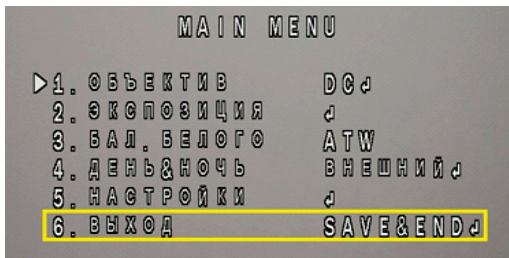 MAIN MENU
1. ОБЪЕКТИВ DC↲
2. ЭКСПОЗИЦИЯ ↲
3. БАЛ. БЕЛОГО ATW
4. ДЕНЬ&НОЧЬ ВНЕШНИЙ↲
5. НАСТРОЙКИ ↲
6. ВЫХОД SAVE&END↲